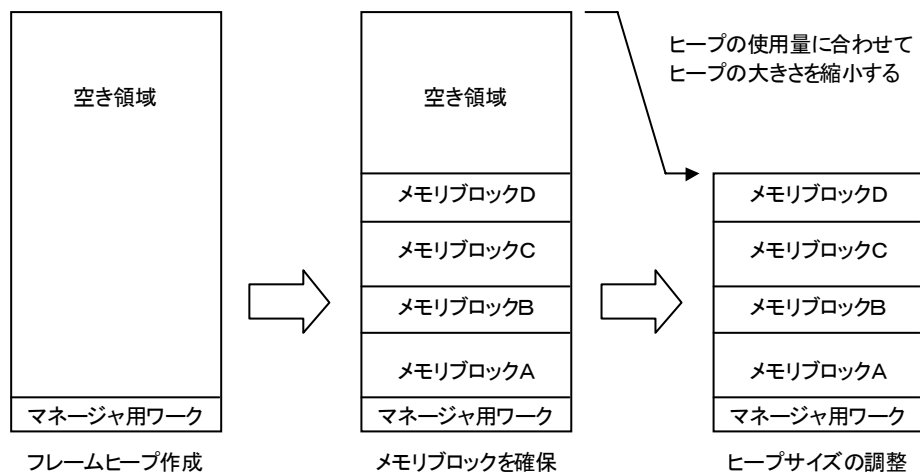 空き領域
マネージャ用ワーク
フレームヒープ作成
空き領域
メモリブロックD
メモリブロックC
メモリブロックB
メモリブロックA
マネージャ用ワーク
メモリブロックを確保
ヒープの使用量に合わせて
ヒープの大きさを縮小する
メモリブロックD
メモリブロックC
メモリブロックB
メモリブロックA
マネージャ用ワーク
ヒープサイズの調整